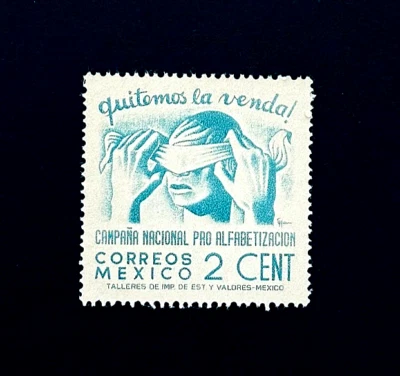 quitemos la venda!
CAMPAÑA NACIONAL PRO ALFABETIZACION
CORREOS
MEXICO 2 CENT
TALLERES DE IMP. DE EST. Y VALORES-MEXICO